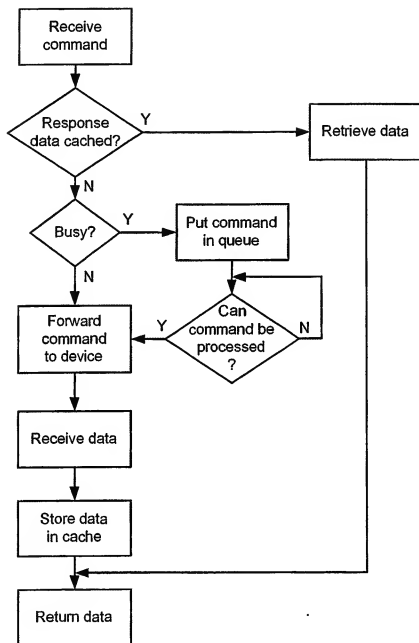 Receive
command
Response
data cached?
Y
Retrieve data
N
Busy?
Y
Put command
in queue
N
Forward
command
to device
Y
Can
command be
processed
?
N
Receive data
Store data
in cache
Return data